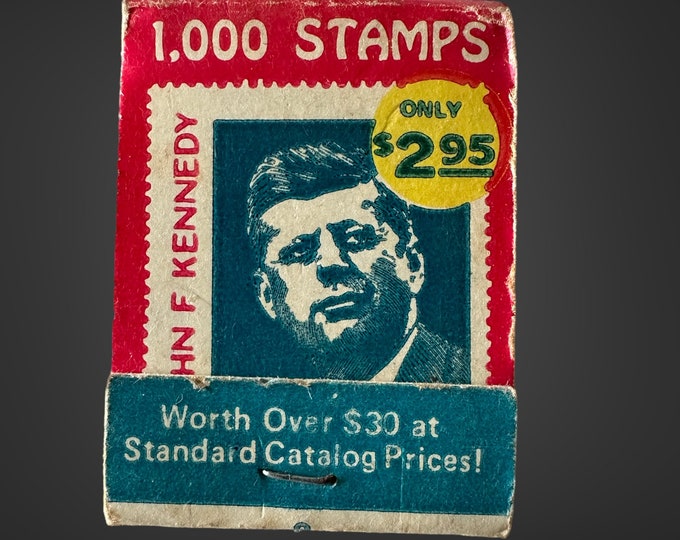 1,000 STAMPS
ONLY
$2.95
HN F KENNEDY
Worth Over $30 at
Standard Catalog Prices!